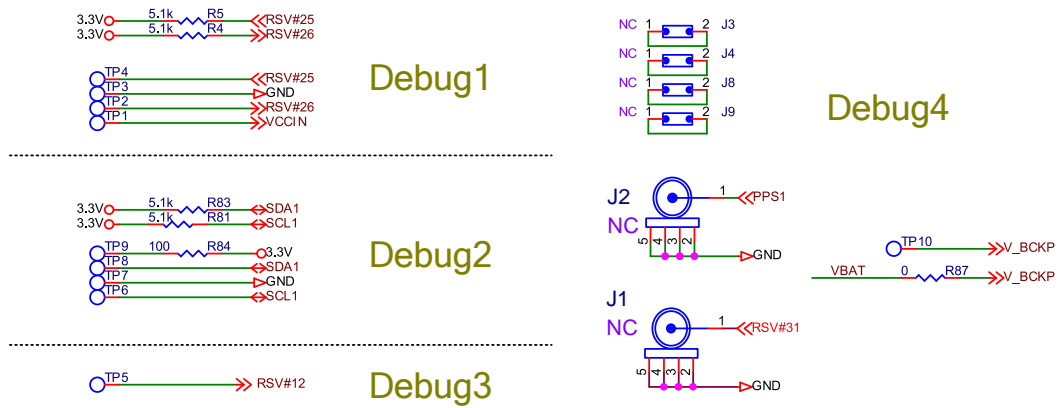 3.3V 5.1k R5 RSV#25
3.3V 5.1k R4 RSV#26
TP4 RSV#25
TP3 GND
TP2 RSV#26
TP1 VCCIN
Debug1
3.3V 5.1k R83 SDA1
3.3V 5.1k R81 SCL1
TP9 100 R84 3.3V
TP8 SDA1
TP7 GND
TP6 SCL1
Debug2
TP5 RSV#12
Debug3
NC 1 2 J3
NC 1 2 J4
NC 1 2 J8
NC 1 2 J9
Debug4
J2
NC
1 PPS1
5 4 3 2
GND
J1
NC
1 RSV#31
5 4 3 2
GND
TP10 V_BCKP
VBAT 0 R87 V_BCKP